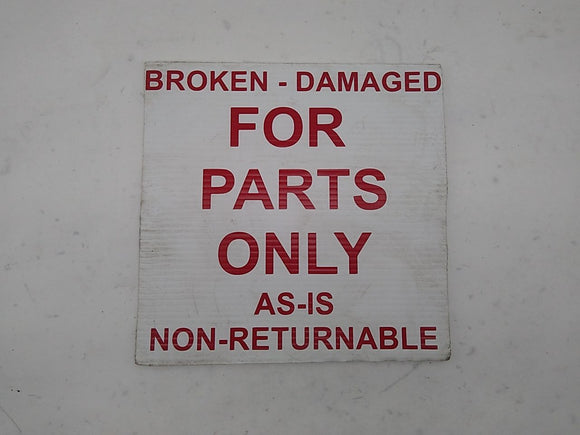 BROKEN - DAMAGED
FOR
PARTS
ONLY
AS-IS
NON-RETURNABLE